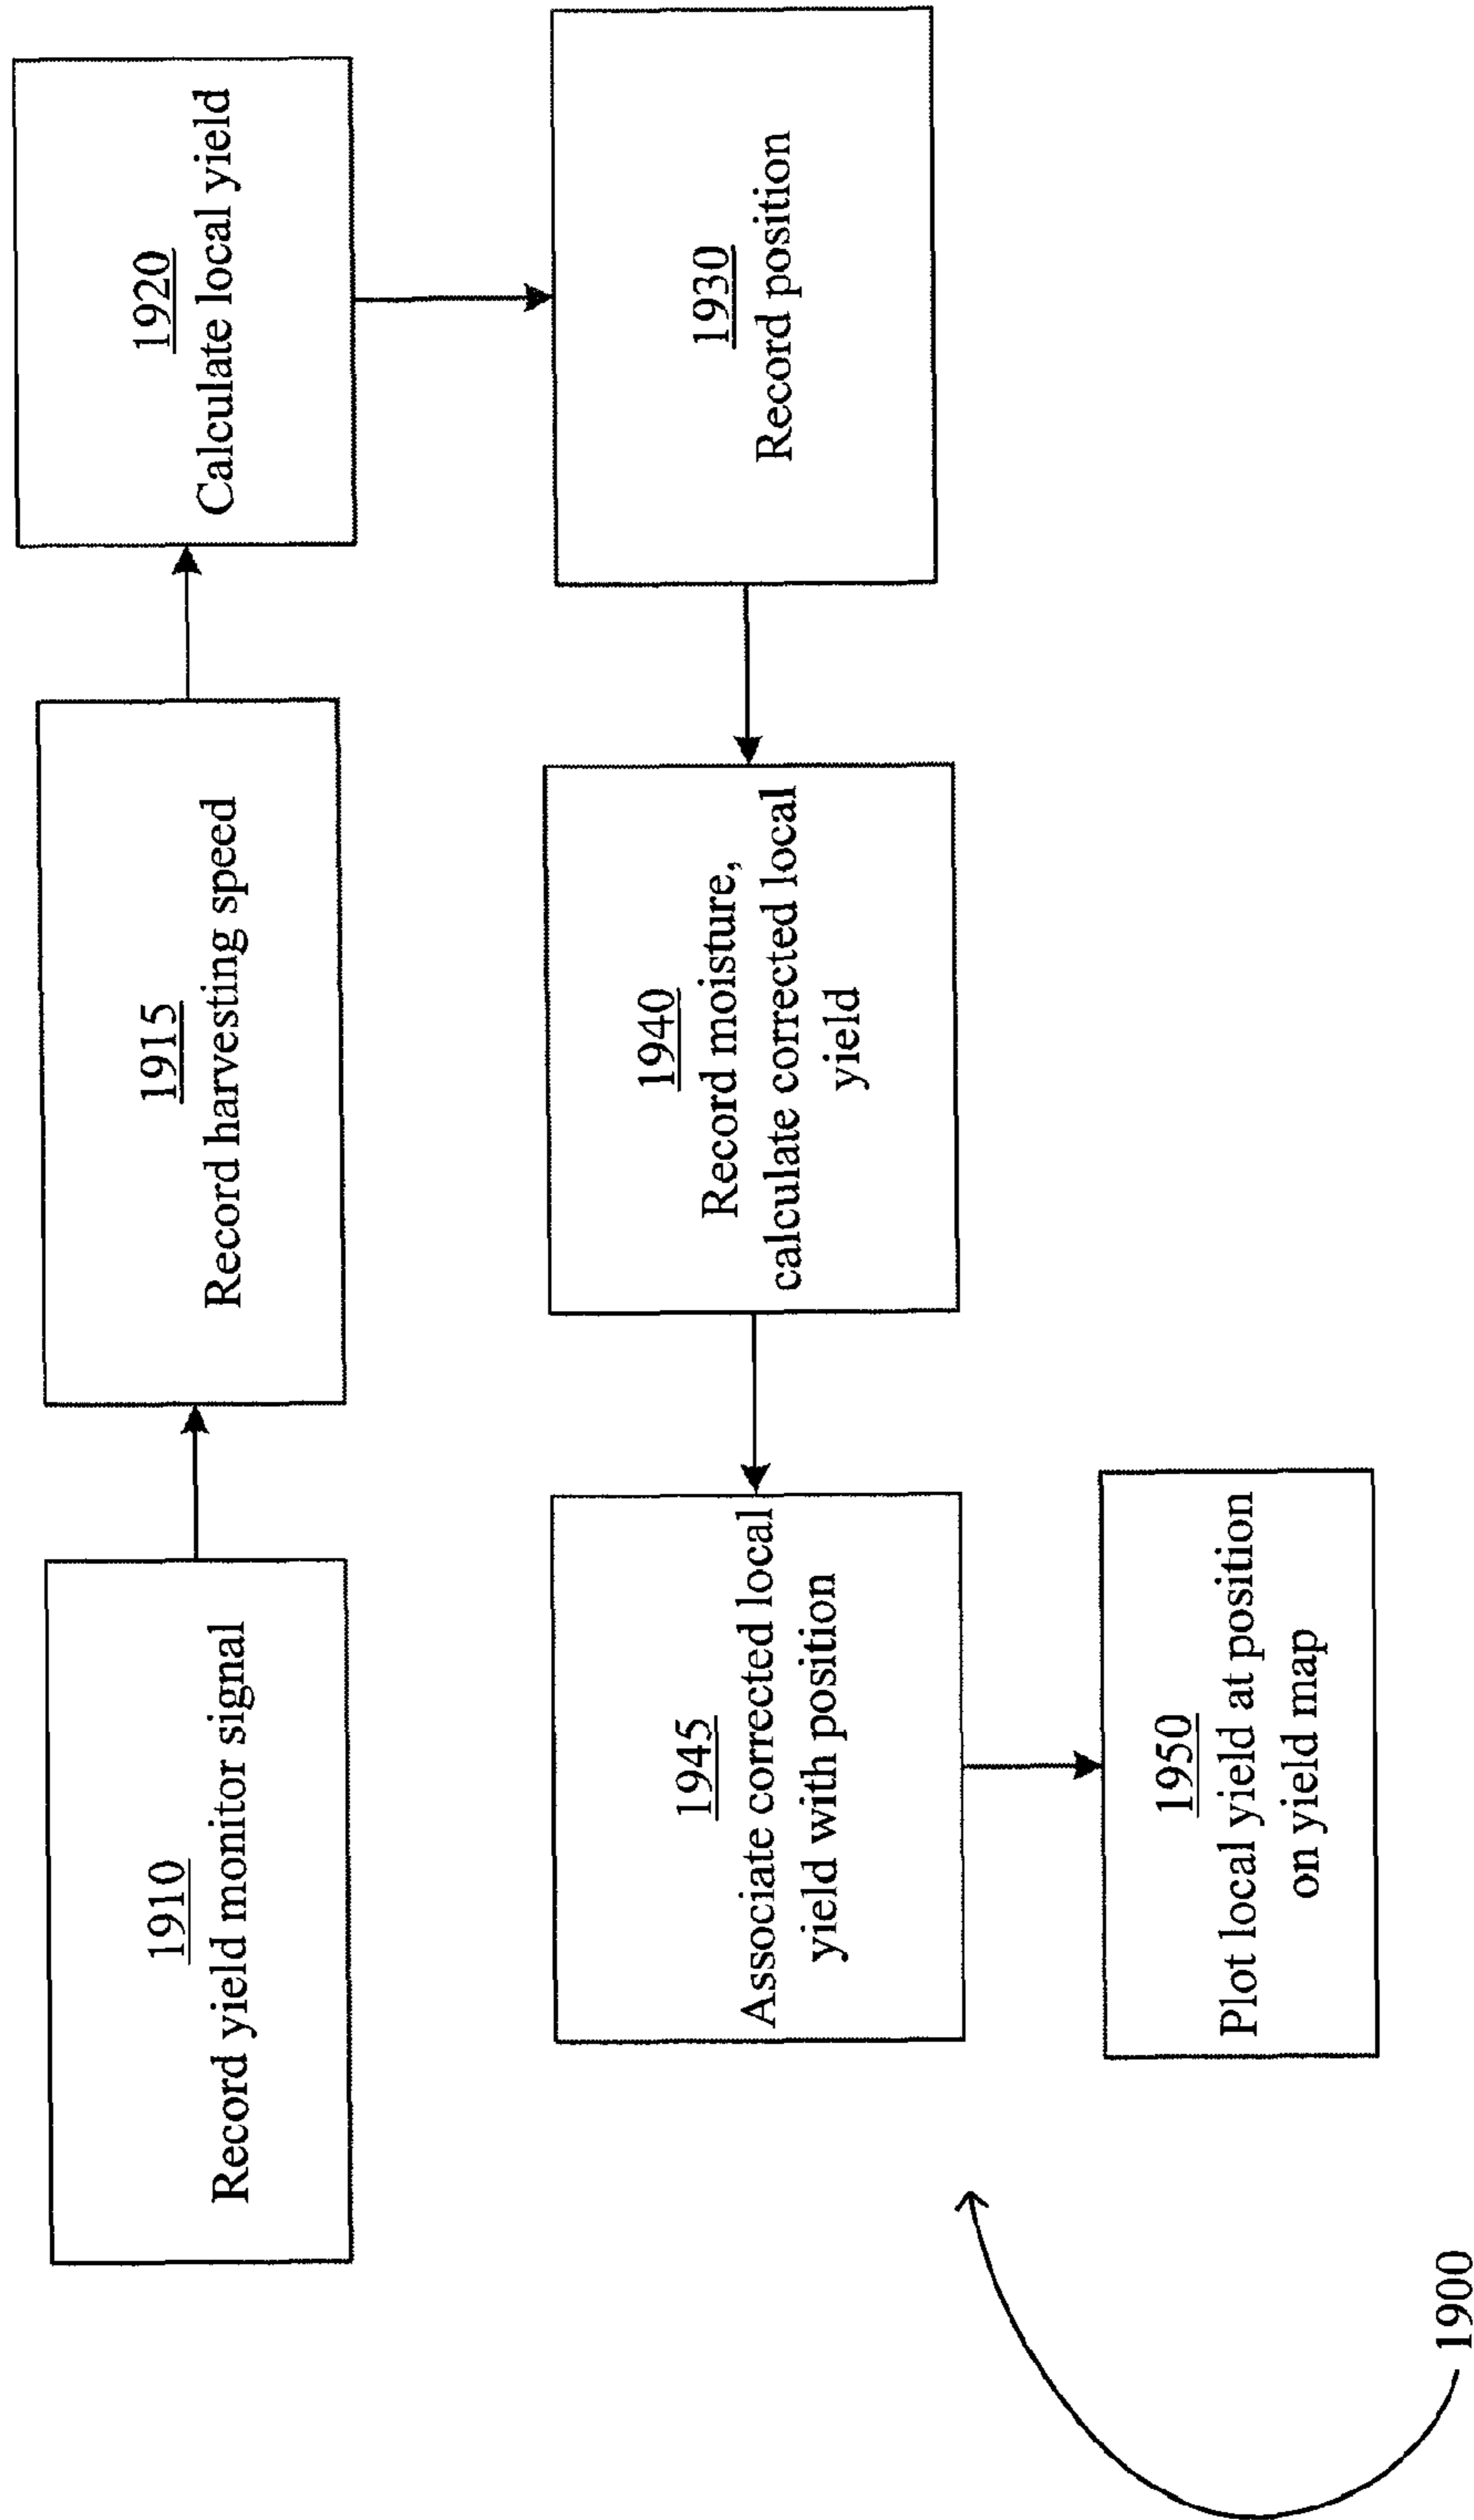 1910
Record yield monitor signal
1915
Record harvesting speed
1920
Calculate local yield
1930
Record position
1940
Record moisture,
calculate corrected local
yield
1945
Associate corrected local
yield with position
1950
Plot local yield at position
on yield map
1900